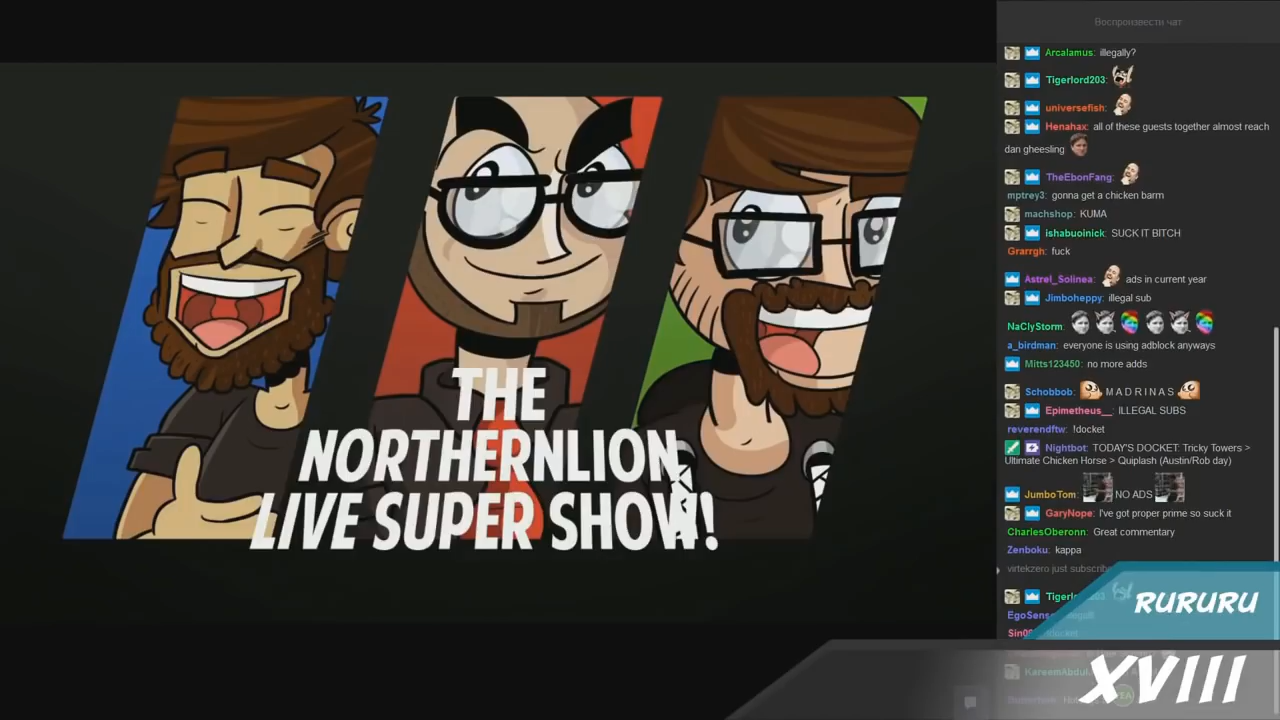 THE
NORTHERNLION
LIVE SUPER SHOW!
Воспроизвести чат
Arcalamus: illegally?
Tigerlord203:
universefish:
Henahax: all of these guests together almost reach
dan gheesling
TheEbonFang:
mptrey3: gonna get a chicken barm
machshop: KUMA
ishabuoinick: SUCK IT BITCH
Grarrgh: fuck
Astrel_Solinea: ads in current year
Jimboheppy: illegal sub
NaClyStorm:
a_birdman: everyone is using adblock anyways
Mitts123450: no more adds
Schobbob: M A D R I N A S
Epimetheus__: ILLEGAL SUBS
reverendftw: !docket
Nightbot: TODAY'S DOCKET: Tricky Towers >
Ultimate Chicken Horse > Quiplash (Austin/Rob day)
JumboTom: NO ADS
GaryNope: I've got proper prime so suck it
CharlesOberonn: Great commentary
Zenboku: kappa
virtekzero just subscribe
RURURU
XVIII